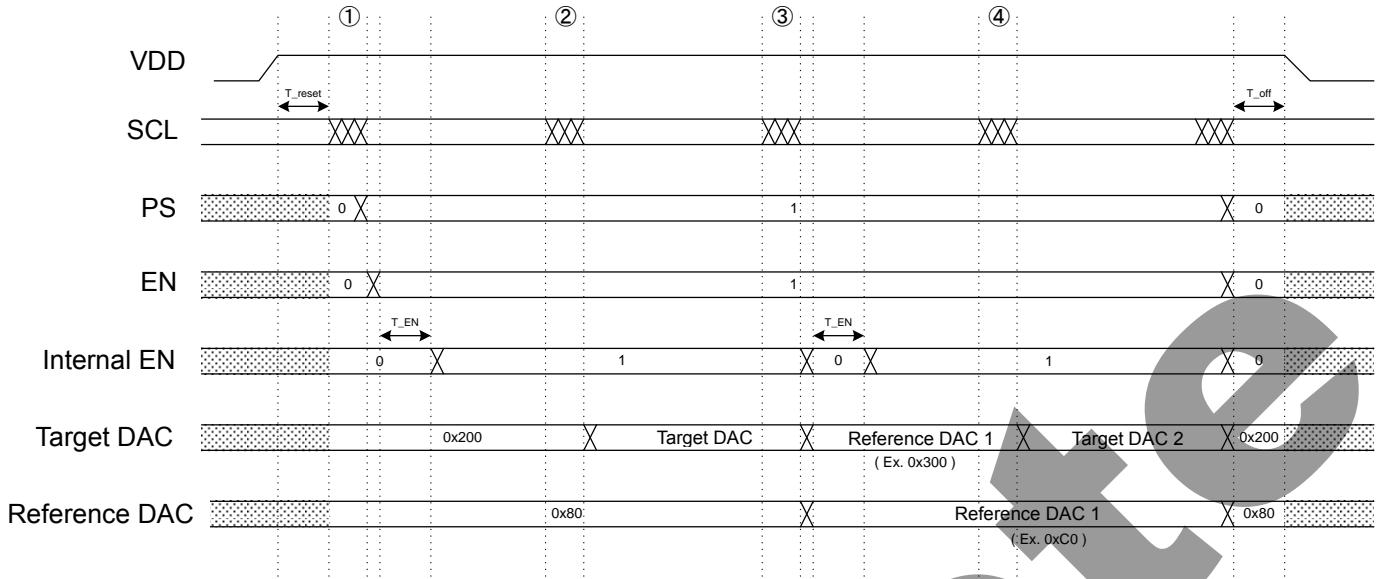 ① ② ③ ④
VDD
T_reset T_off
SCL
PS 0 1 0
EN 0 1 0
T_EN T_EN
Internal EN 0 1 0 1 0
Target DAC 0x200 Target DAC Reference DAC 1 Target DAC 2 0x200
( Ex. 0x300 )
Reference DAC 0x80 Reference DAC 1 0x80
( Ex. 0xC0 )
te